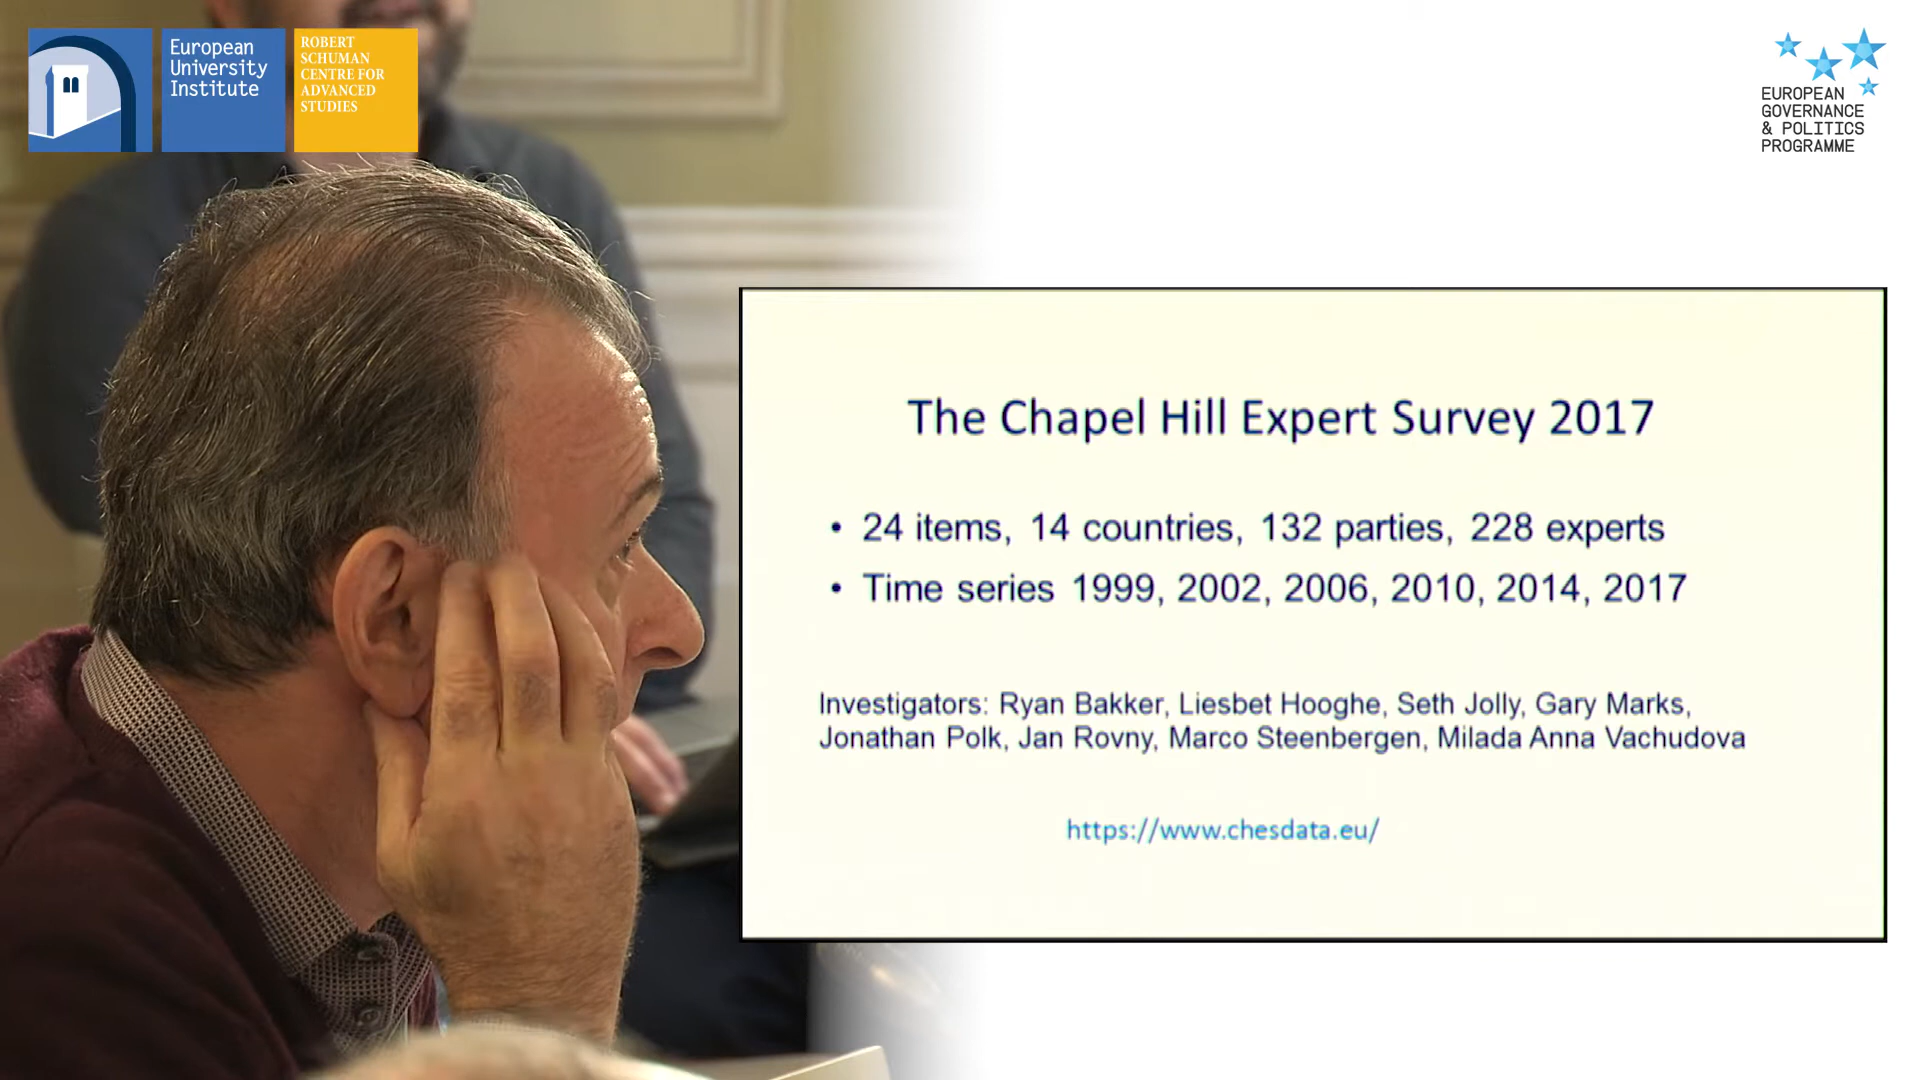 European
University
Institute
ROBERT
SCHUMAN
CENTRE FOR
ADVANCED
STUDIES
EUROPEAN
GOVERNANCE
& POLITICS
PROGRAMME
The Chapel Hill Expert Survey 2017
• 24 items, 14 countries, 132 parties, 228 experts
• Time series 1999, 2002, 2006, 2010, 2014, 2017
Investigators: Ryan Bakker, Liesbet Hooghe, Seth Jolly, Gary Marks,
Jonathan Polk, Jan Rovny, Marco Steenbergen, Milada Anna Vachudova
https://www.chesdata.eu/